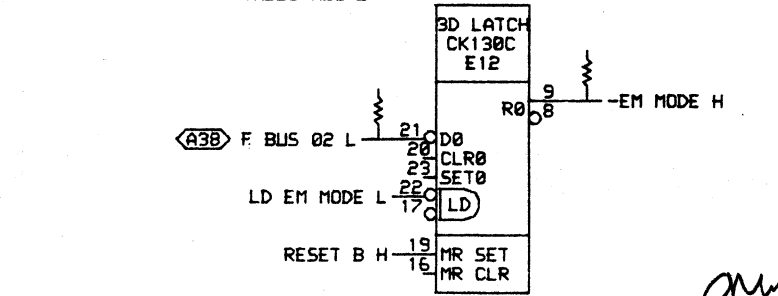 3D LATCH
CK130C
E12
9
R0 -EM MODE H
8
A38 F BUS 02 L 21 D0
20 CLR0
23 SET0
LD EM MODE L 22
17 LD
RESET B H 19 MR SET
16 MR CLR